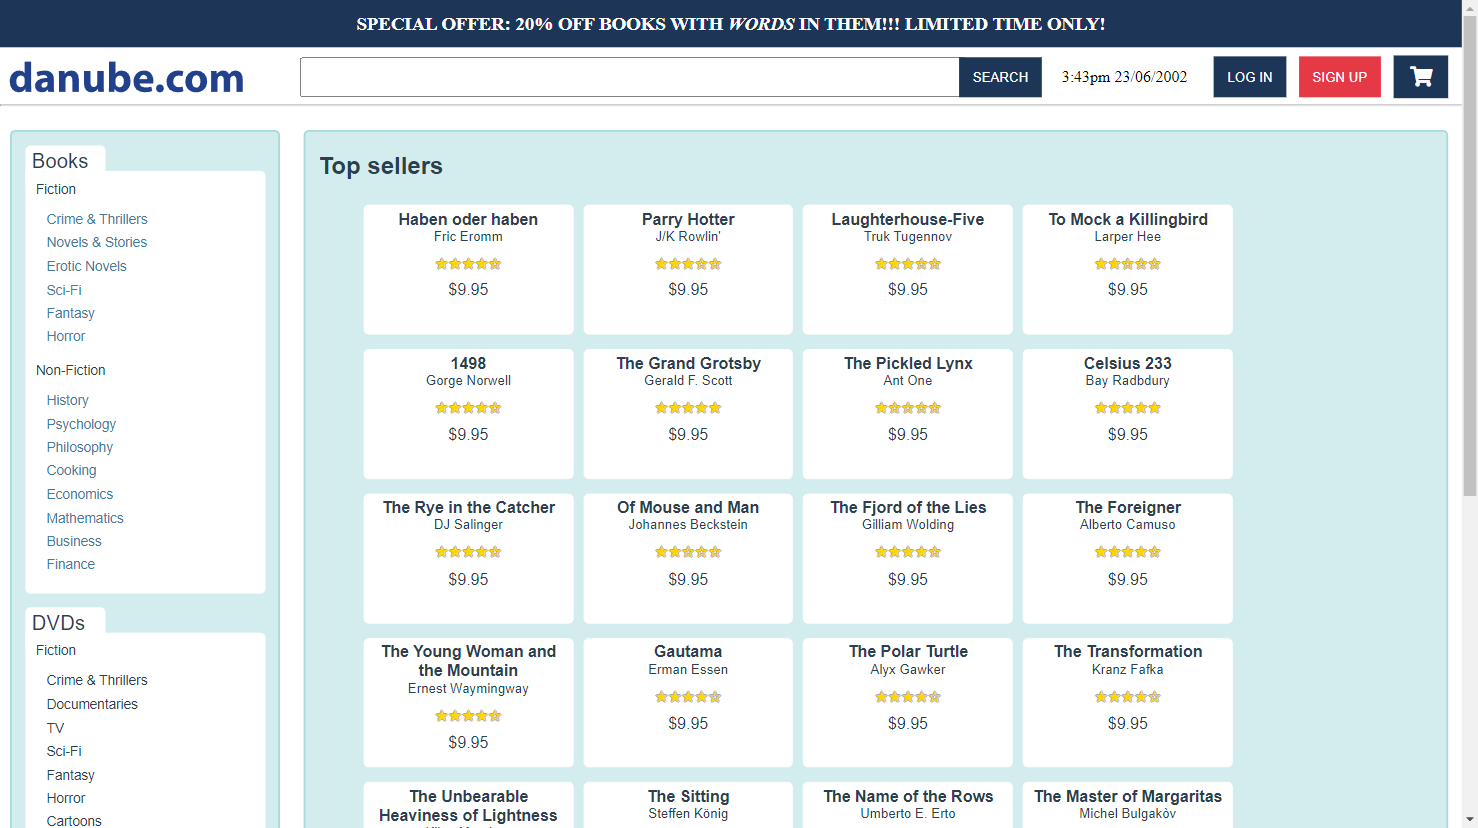 SPECIAL OFFER: 20% OFF BOOKS WITH WORDS IN THEM!!! LIMITED TIME ONLY!
danube.com
SEARCH
3:43pm 23/06/2002
LOG IN
SIGN UP
Books
Fiction
Crime & Thrillers
Novels & Stories
Erotic Novels
Sci-Fi
Fantasy
Horror
Non-Fiction
History
Psychology
Philosophy
Cooking
Economics
Mathematics
Business
Finance
DVDs
Fiction
Crime & Thrillers
Documentaries
TV
Sci-Fi
Fantasy
Horror
Cartoons
Top sellers
Haben oder haben
Fric Eromm
$9.95
Parry Hotter
J/K Rowlin'
$9.95
Laughterhouse-Five
Truk Tugennov
$9.95
To Mock a Killingbird
Larper Hee
$9.95
1498
Gorge Norwell
$9.95
The Grand Grotsby
Gerald F. Scott
$9.95
The Pickled Lynx
Ant One
$9.95
Celsius 233
Bay Radbdury
$9.95
The Rye in the Catcher
DJ Salinger
$9.95
Of Mouse and Man
Johannes Beckstein
$9.95
The Fjord of the Lies
Gilliam Wolding
$9.95
The Foreigner
Alberto Camuso
$9.95
The Young Woman and
the Mountain
Ernest Waymingway
$9.95
Gautama
Erman Essen
$9.95
The Polar Turtle
Alyx Gawker
$9.95
The Transformation
Kranz Fafka
$9.95
The Unbearable
Heaviness of Lightness
The Sitting
Steffen König
The Name of the Rows
Umberto E. Erto
The Master of Margaritas
Michel Bulgakòv